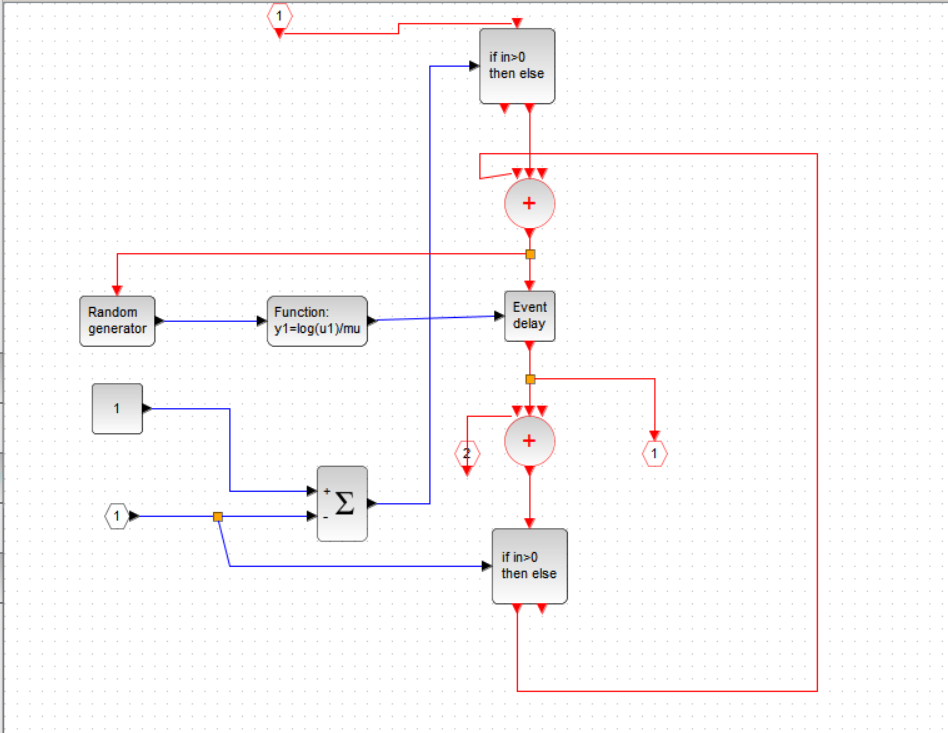 1
if in>0
then else
+
Random
generator
Function:
y1=log(u1)/mu
Event
delay
1
2
+
1
+
Σ
-
1
if in>0
then else